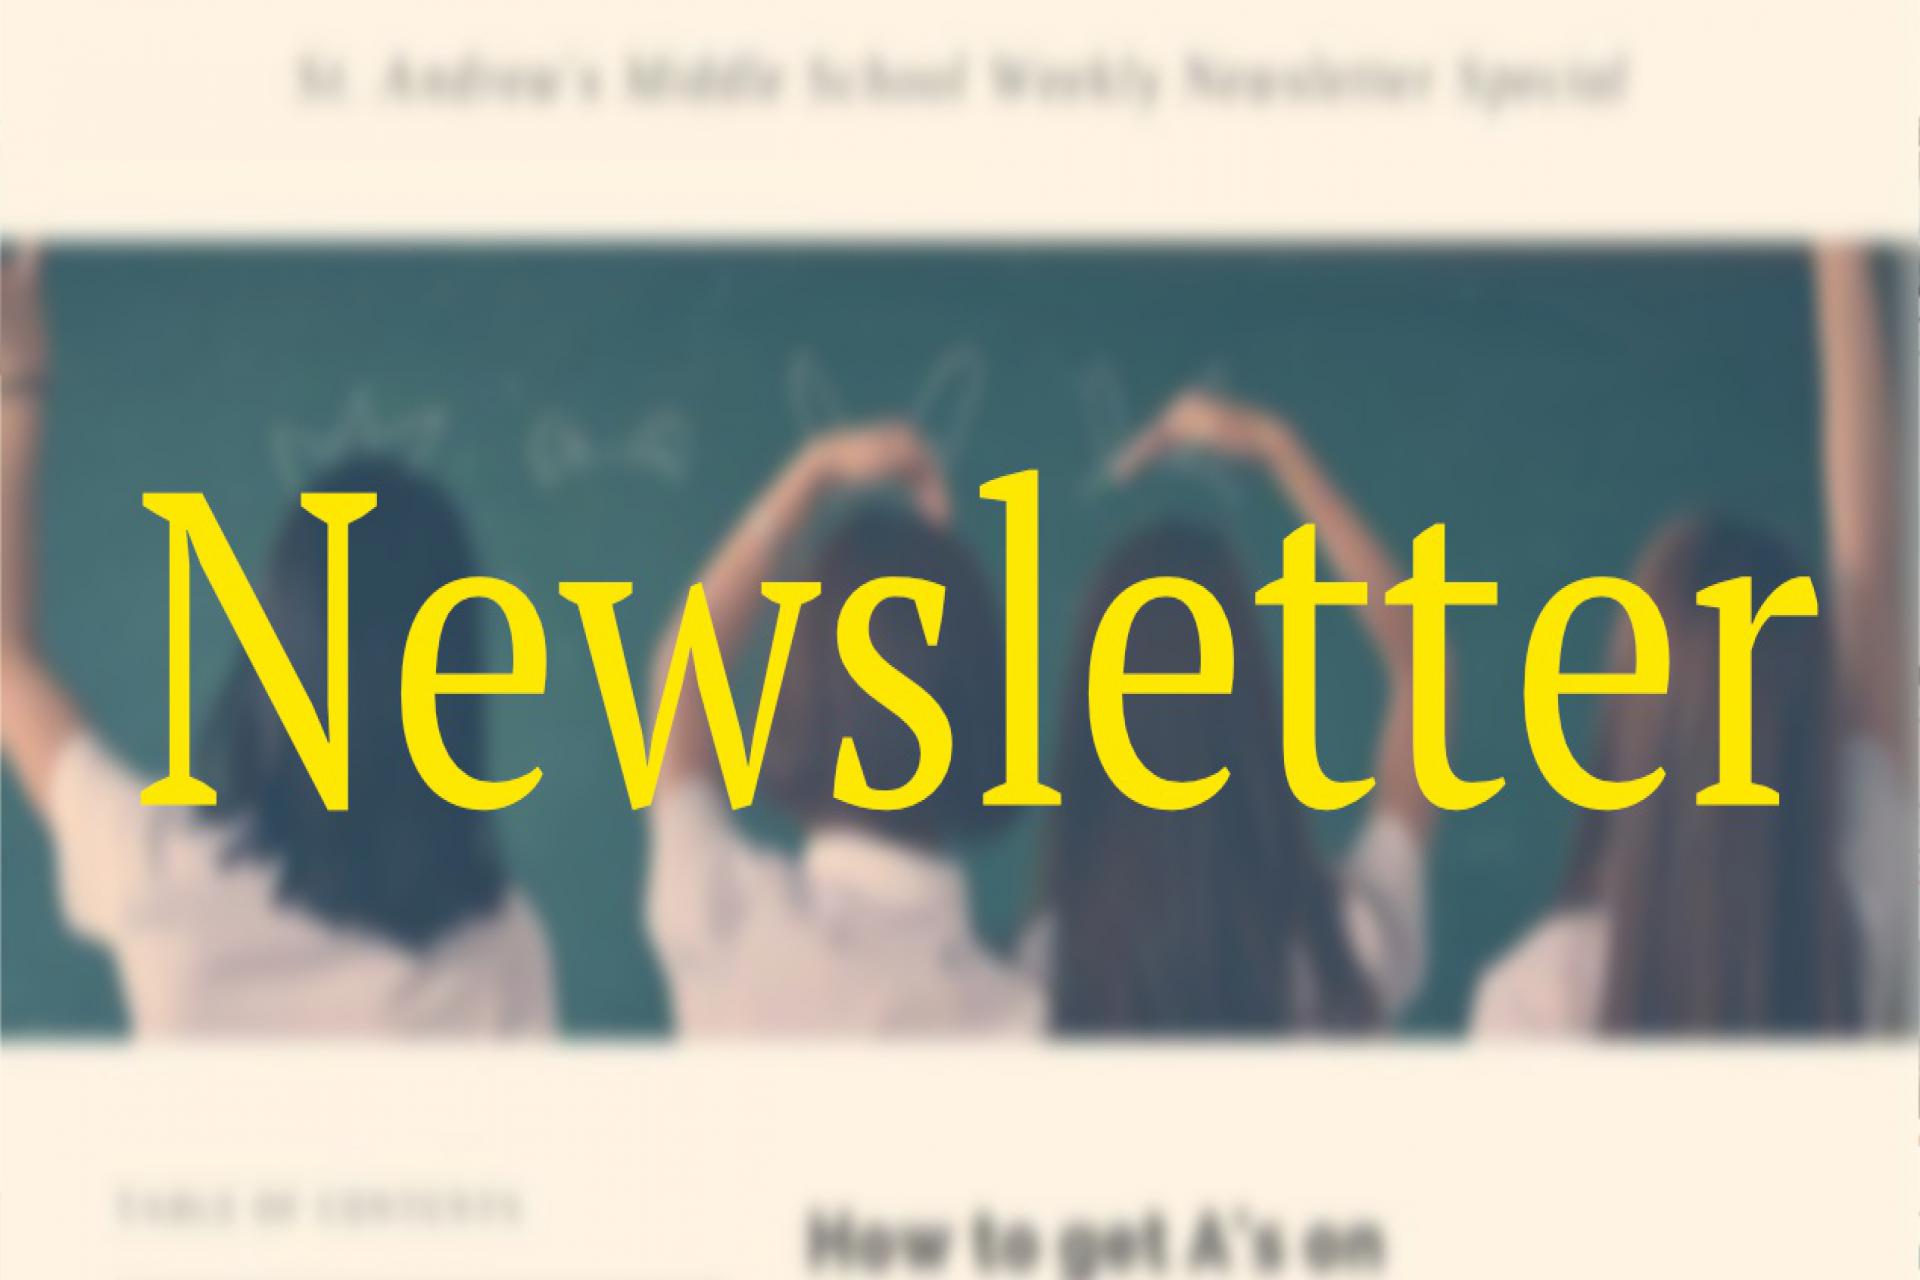 St. Andrew's Middle School Weekly Newsletter Special
Newsletter
TABLE OF CONTENTS
How to get A's on